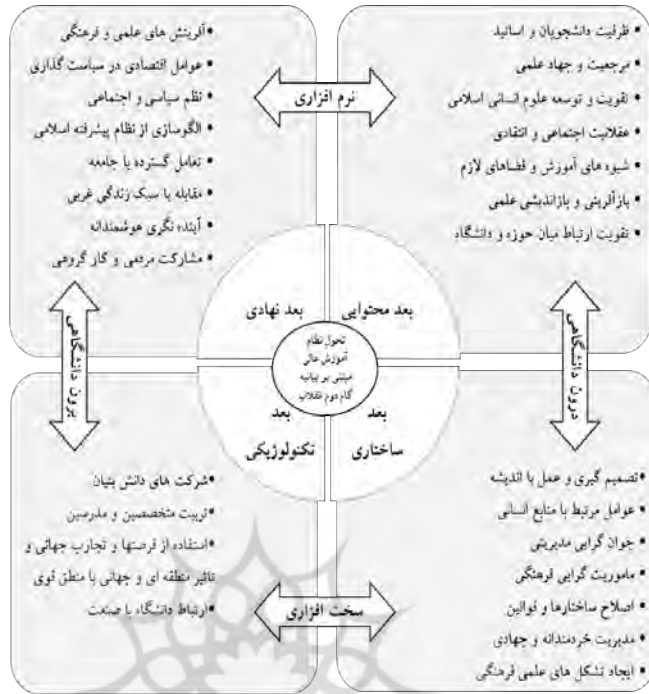 • ظرفیت دانشجویان و اساتید
• مرجعیت و جهاد علمی
• تقویت و توسعه علوم انسانی اسلامی
• عقلانیت اجتماعی و انتقادی
• شیوه های آموزش و فضاهای لازم
• بازآفرینی و بازاندیشی علمی
• تقویت ارتباط میان حوزه و دانشگاه
• آفرینش های علمی و فرهنگی
• عوامل اقتصادی در سیاست گذاری
• نظم سیاسی و اجتماعی
• الگوسازی از نظام پیشرفته اسلامی
• تعامل گسترده با جامعه
• مقابله با سبک زندگی غربی
• آینده نگری هوشمندانه
• مشارکت مردمی و کار گروهی
نرم افزاری
بعد محتوایی
بعد نهادی
درون دانشگاهی
برون دانشگاهی
تحول نظام
آموزش عالی
مبتنی بر بیانیه
گام دوم انقلاب
بعد
ساختاری
بعد
تکنولوژیکی
• تصمیم گیری و عمل با اندیشه
• عوامل مرتبط با منابع انسانی
• جوان گرایی مدیریتی
• ماموریت گرایی فرهنگی
• اصلاح ساختارها و قوانین
• مدیریت خردمندانه و جهادی
• ایجاد تشکل های علمی فرهنگی
• شرکت های دانش بنیان
• تربیت متخصصین و مدرسین
• استفاده از فرصتها و تجارب جهانی و
تاثیر منطقه ای و جهانی با منطق قوی
• ارتباط دانشگاه با صنعت
سخت افزاری